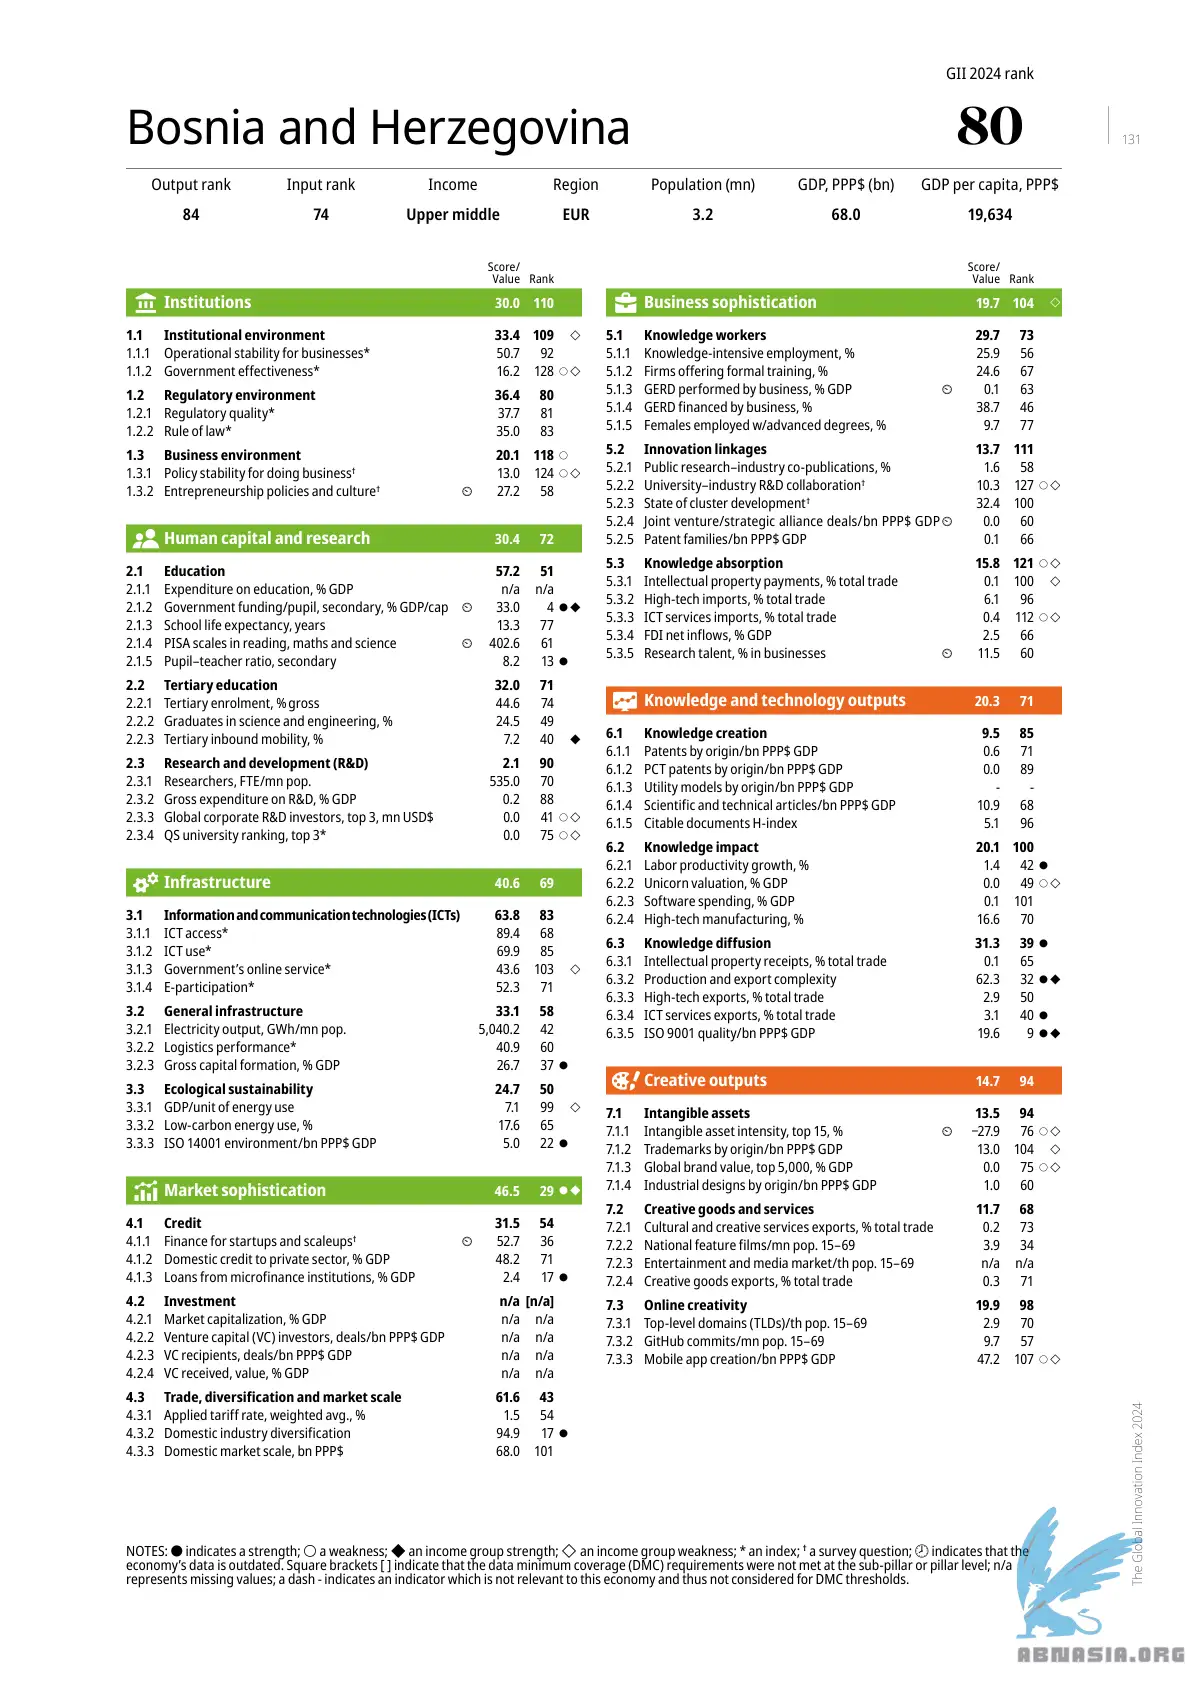 GII 2024 rank
Bosnia and Herzegovina
80
131
Output rank Input rank Income Region Population (mn) GDP, PPP$ (bn) GDP per capita, PPP$
84 74 Upper middle EUR 3.2 68.0 19,634
Score/
Value Rank
Institutions 30.0 110
1.1 Institutional environment 33.4 109 ◇
1.1.1 Operational stability for businesses* 50.7 92
1.1.2 Government effectiveness* 16.2 128 ○◇
1.2 Regulatory environment 36.4 80
1.2.1 Regulatory quality* 37.7 81
1.2.2 Rule of law* 35.0 83
1.3 Business environment 20.1 118 ○
1.3.1 Policy stability for doing business† 13.0 124 ○◇
1.3.2 Entrepreneurship policies and culture† 27.2 58
Human capital and research 30.4 72
2.1 Education 57.2 51
2.1.1 Expenditure on education, % GDP n/a n/a
2.1.2 Government funding/pupil, secondary, % GDP/cap 33.0 4 ●◆
2.1.3 School life expectancy, years 13.3 77
2.1.4 PISA scales in reading, maths and science 402.6 61
2.1.5 Pupil–teacher ratio, secondary 8.2 13 ●
2.2 Tertiary education 32.0 71
2.2.1 Tertiary enrolment, % gross 44.6 74
2.2.2 Graduates in science and engineering, % 24.5 49
2.2.3 Tertiary inbound mobility, % 7.2 40 ◆
2.3 Research and development (R&D) 2.1 90
2.3.1 Researchers, FTE/mn pop. 535.0 70
2.3.2 Gross expenditure on R&D, % GDP 0.2 88
2.3.3 Global corporate R&D investors, top 3, mn USD$ 0.0 41 ○◇
2.3.4 QS university ranking, top 3* 0.0 75 ○◇
Infrastructure 40.6 69
3.1 Information and communication technologies (ICTs) 63.8 83
3.1.1 ICT access* 89.4 68
3.1.2 ICT use* 69.9 85
3.1.3 Government's online service* 43.6 103 ◇
3.1.4 E-participation* 52.3 71
3.2 General infrastructure 33.1 58
3.2.1 Electricity output, GWh/mn pop. 5,040.2 42
3.2.2 Logistics performance* 40.9 60
3.2.3 Gross capital formation, % GDP 26.7 37 ●
3.3 Ecological sustainability 24.7 50
3.3.1 GDP/unit of energy use 7.1 99 ◇
3.3.2 Low-carbon energy use, % 17.6 65
3.3.3 ISO 14001 environment/bn PPP$ GDP 5.0 22 ●
Market sophistication 46.5 29 ●◆
4.1 Credit 31.5 54
4.1.1 Finance for startups and scaleups† 52.7 36
4.1.2 Domestic credit to private sector, % GDP 48.2 71
4.1.3 Loans from microfinance institutions, % GDP 2.4 17 ●
4.2 Investment n/a [n/a]
4.2.1 Market capitalization, % GDP n/a n/a
4.2.2 Venture capital (VC) investors, deals/bn PPP$ GDP n/a n/a
4.2.3 VC recipients, deals/bn PPP$ GDP n/a n/a
4.2.4 VC received, value, % GDP n/a n/a
4.3 Trade, diversification and market scale 61.6 43
4.3.1 Applied tariff rate, weighted avg., % 1.5 54
4.3.2 Domestic industry diversification 94.9 17 ●
4.3.3 Domestic market scale, bn PPP$ 68.0 101
Score/
Value Rank
Business sophistication 19.7 104 ◇
5.1 Knowledge workers 29.7 73
5.1.1 Knowledge-intensive employment, % 25.9 56
5.1.2 Firms offering formal training, % 24.6 67
5.1.3 GERD performed by business, % GDP 0.1 63
5.1.4 GERD financed by business, % 38.7 46
5.1.5 Females employed w/advanced degrees, % 9.7 77
5.2 Innovation linkages 13.7 111
5.2.1 Public research–industry co-publications, % 1.6 58
5.2.2 University–industry R&D collaboration† 10.3 127 ○◇
5.2.3 State of cluster development† 32.4 100
5.2.4 Joint venture/strategic alliance deals/bn PPP$ GDP 0.0 60
5.2.5 Patent families/bn PPP$ GDP 0.1 66
5.3 Knowledge absorption 15.8 121 ○◇
5.3.1 Intellectual property payments, % total trade 0.1 100 ◇
5.3.2 High-tech imports, % total trade 6.1 96
5.3.3 ICT services imports, % total trade 0.4 112 ○◇
5.3.4 FDI net inflows, % GDP 2.5 66
5.3.5 Research talent, % in businesses 11.5 60
Knowledge and technology outputs 20.3 71
6.1 Knowledge creation 9.5 85
6.1.1 Patents by origin/bn PPP$ GDP 0.6 71
6.1.2 PCT patents by origin/bn PPP$ GDP 0.0 89
6.1.3 Utility models by origin/bn PPP$ GDP - -
6.1.4 Scientific and technical articles/bn PPP$ GDP 10.9 68
6.1.5 Citable documents H-index 5.1 96
6.2 Knowledge impact 20.1 100
6.2.1 Labor productivity growth, % 1.4 42 ●
6.2.2 Unicorn valuation, % GDP 0.0 49 ○◇
6.2.3 Software spending, % GDP 0.1 101
6.2.4 High-tech manufacturing, % 16.6 70
6.3 Knowledge diffusion 31.3 39 ●
6.3.1 Intellectual property receipts, % total trade 0.1 65
6.3.2 Production and export complexity 62.3 32 ●◆
6.3.3 High-tech exports, % total trade 2.9 50
6.3.4 ICT services exports, % total trade 3.1 40 ●
6.3.5 ISO 9001 quality/bn PPP$ GDP 19.6 9 ●◆
Creative outputs 14.7 94
7.1 Intangible assets 13.5 94
7.1.1 Intangible asset intensity, top 15, % −27.9 76 ○◇
7.1.2 Trademarks by origin/bn PPP$ GDP 13.0 104 ◇
7.1.3 Global brand value, top 5,000, % GDP 0.0 75 ○◇
7.1.4 Industrial designs by origin/bn PPP$ GDP 1.0 60
7.2 Creative goods and services 11.7 68
7.2.1 Cultural and creative services exports, % total trade 0.2 73
7.2.2 National feature films/mn pop. 15–69 3.9 34
7.2.3 Entertainment and media market/th pop. 15–69 n/a n/a
7.2.4 Creative goods exports, % total trade 0.3 71
7.3 Online creativity 19.9 98
7.3.1 Top-level domains (TLDs)/th pop. 15–69 2.9 70
7.3.2 GitHub commits/mn pop. 15–69 9.7 57
7.3.3 Mobile app creation/bn PPP$ GDP 47.2 107 ○◇
NOTES: ● indicates a strength; ○ a weakness; ◆ an income group strength; ◇ an income group weakness; * an index; † a survey question; 🕘 indicates that the
economy's data is outdated. Square brackets [ ] indicate that the data minimum coverage (DMC) requirements were not met at the sub-pillar or pillar level; n/a
represents missing values; a dash - indicates an indicator which is not relevant to this economy and thus not considered for DMC thresholds.
The Global Innovation Index 2024
ABNASIA.ORG